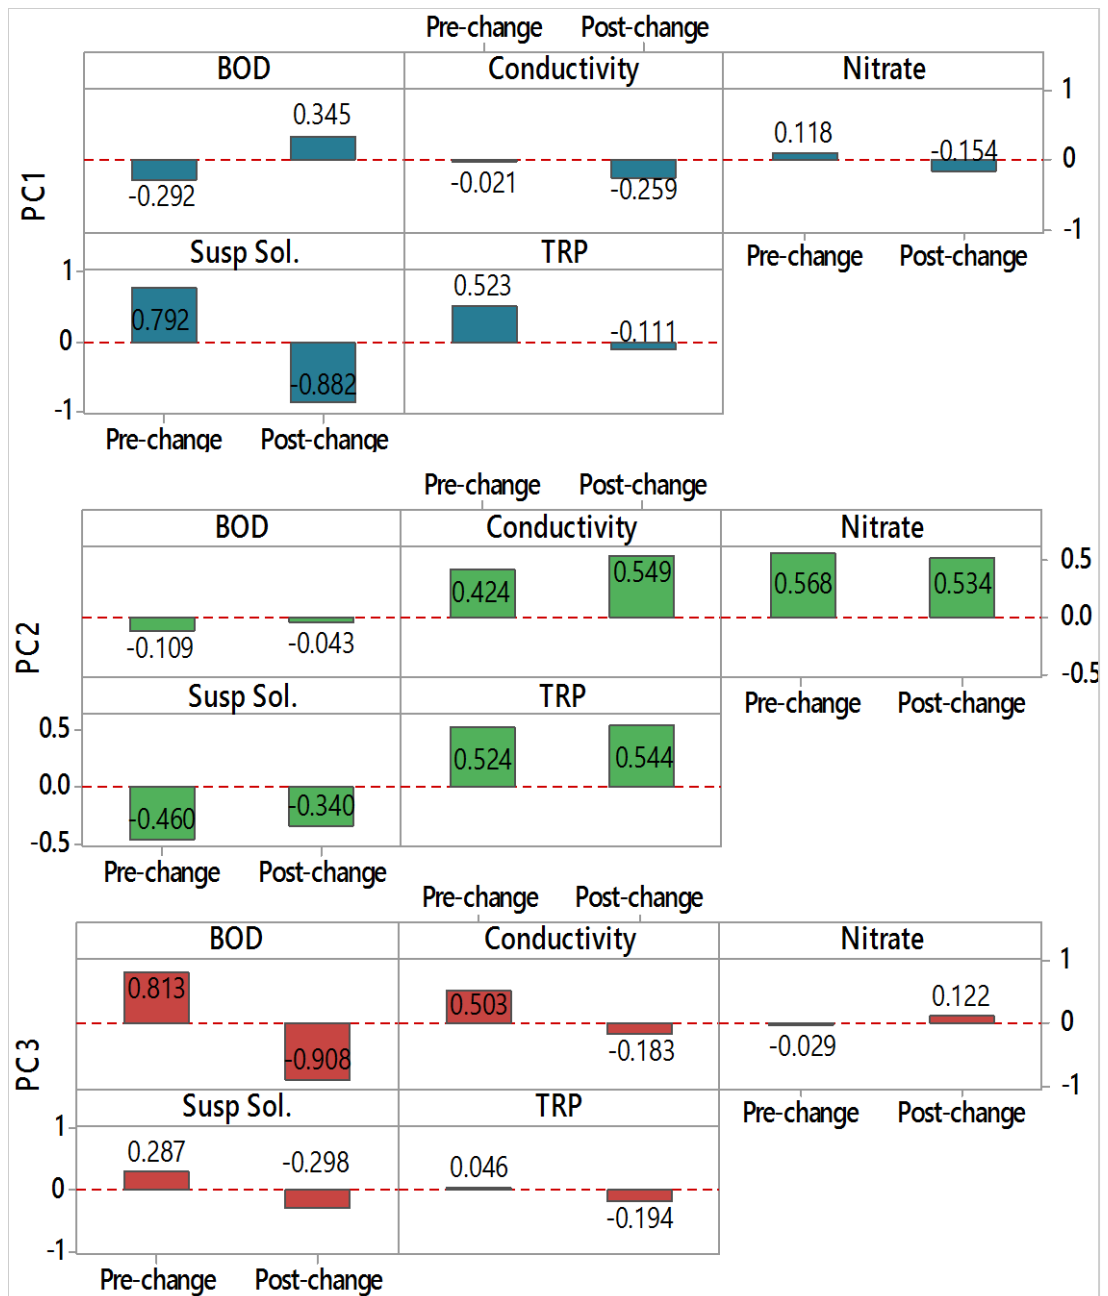 Pre-change Post-change
BOD Conductivity Nitrate
1
0.345
0.118
-0.154
0
-0.292
-0.021
-0.259
PC1
-1
Susp Sol. TRP
Pre-change Post-change
1
0.523
0.792
-0.111
0
-0.882
-1
Pre-change Post-change
Pre-change Post-change
BOD Conductivity Nitrate
0.5
0.424 0.549 0.568 0.534
0.0
-0.109 -0.043
PC2
-0.5
Susp Sol. TRP
Pre-change Post-change
0.5
0.524 0.544
0.0
-0.460 -0.340
-0.5
Pre-change Post-change
Pre-change Post-change
BOD Conductivity Nitrate
1
0.813 0.503 0.122
0
-0.908 -0.183 -0.029
PC3
-1
Susp Sol. TRP
Pre-change Post-change
1
0.287 -0.298 0.046
0
-0.194
-1
Pre-change Post-change